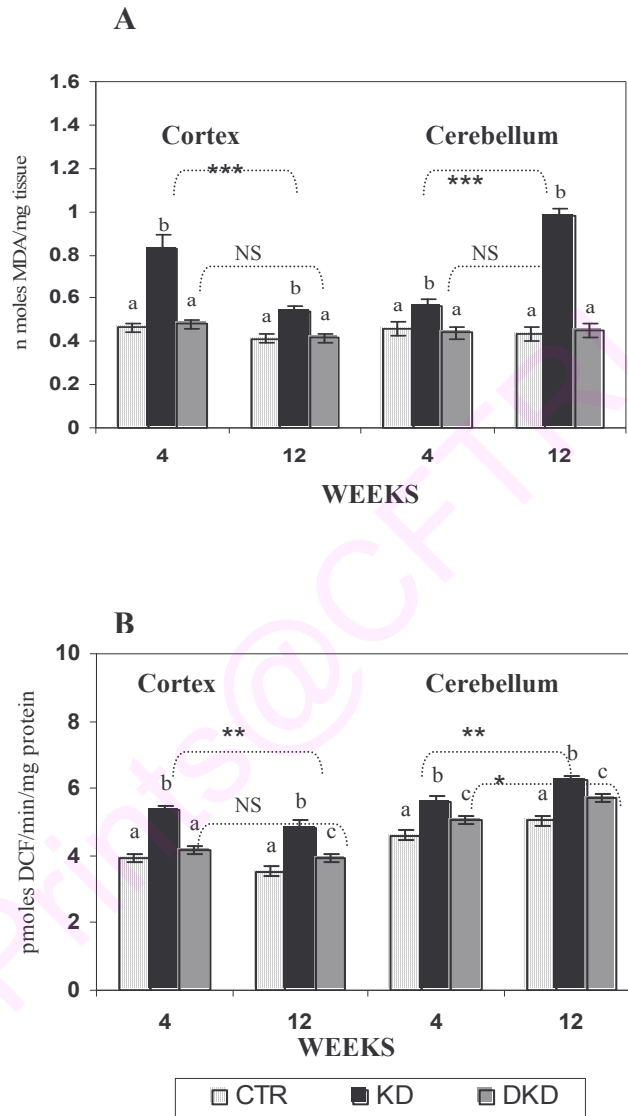 A
n moles MDA/mg tissue
1.6
1.4
1.2
1
0.8
0.6
0.4
0.2
0
Cortex Cerebellum
*** ***
NS NS
a b a a b a a b a a b a
4 12 4 12
WEEKS
B
pmoles DCF/min/mg protein
10
8
6
4
2
0
Cortex Cerebellum
** **
NS *
a b a a b c a b c a b c
4 12 4 12
WEEKS
CTR KD DKD
Prints@CFTRI